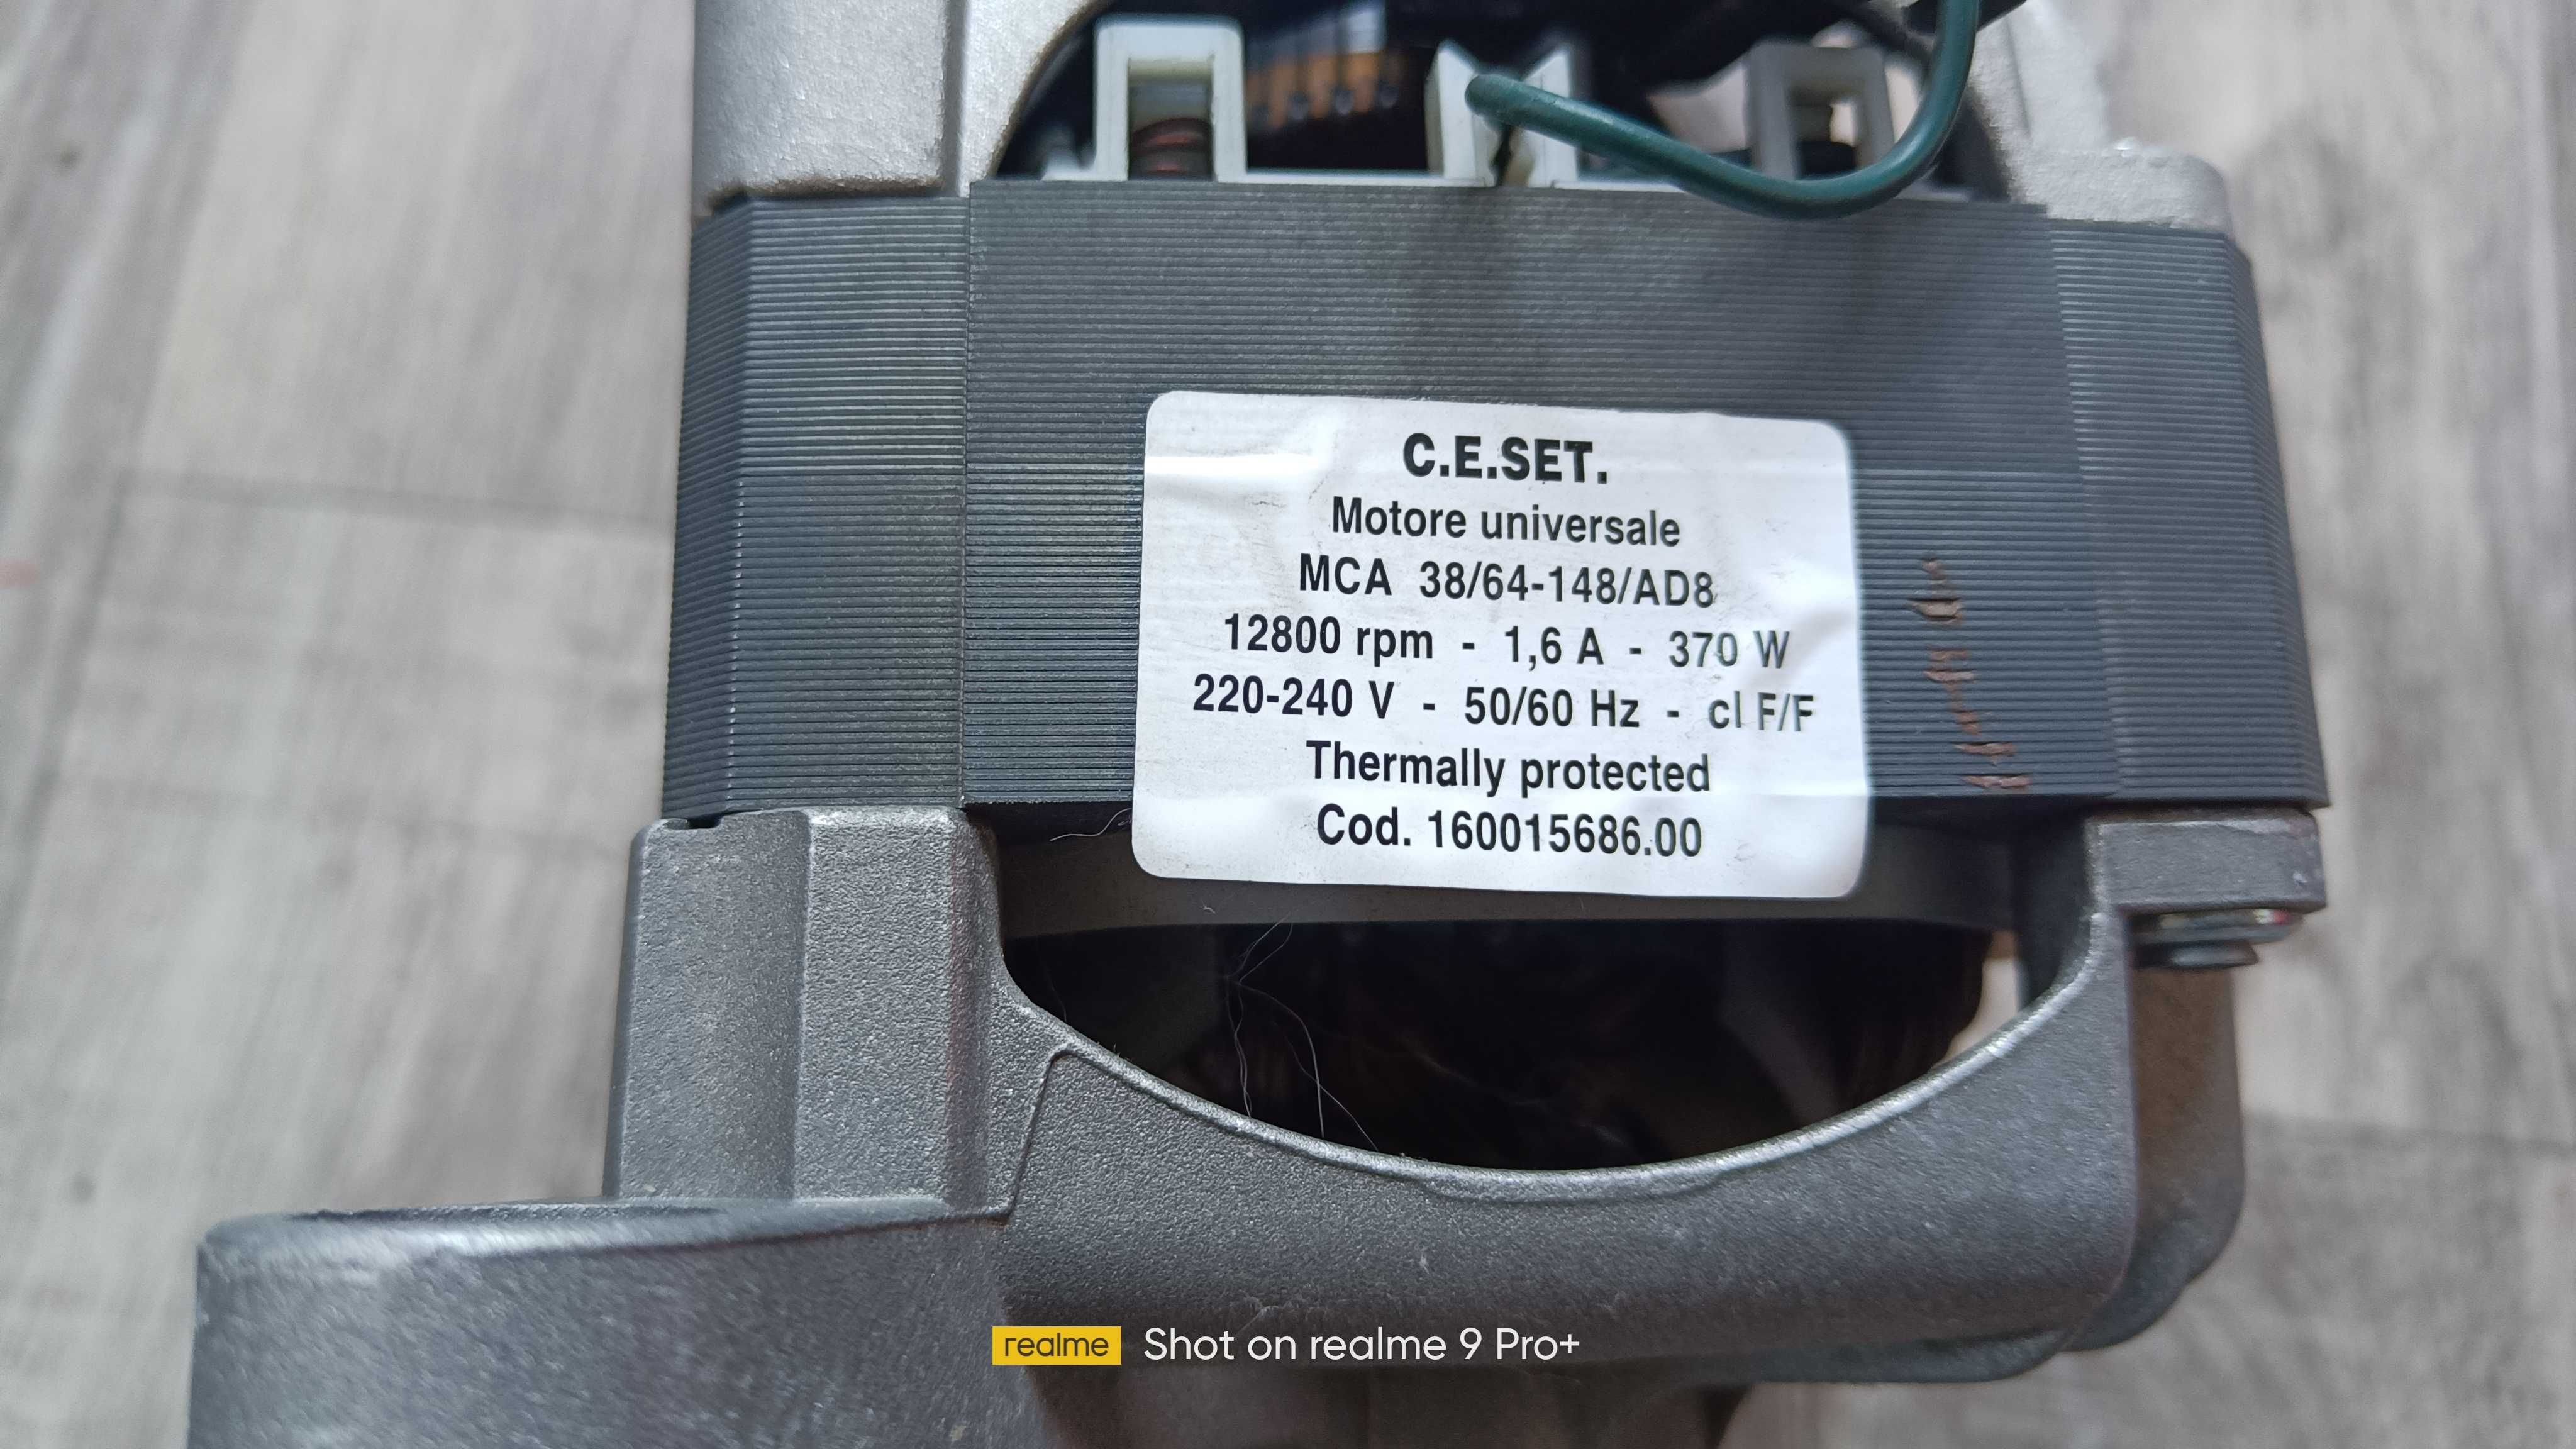 C.E.SET.
Motore universale
MCA 38/64-148/AD8
12800 rpm - 1,6 A - 370 W
220-240 V - 50/60 Hz - cl F/F
Thermally protected
Cod. 160015686.00
realme Shot on realme 9 Pro+